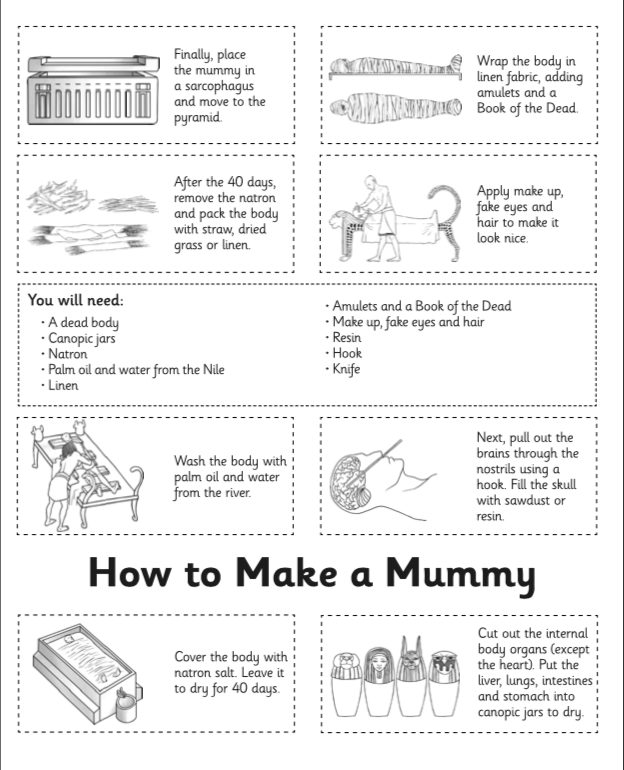 Finally, place
the mummy in
a sarcophagus
and move to the
pyramid.
Wrap the body in
linen fabric, adding
amulets and a
Book of the Dead.
After the 40 days,
remove the natron
and pack the body
with straw, dried
grass or linen.
Apply make up,
fake eyes and
hair to make it
look nice.
You will need:
• A dead body
• Canopic jars
• Natron
• Palm oil and water from the Nile
• Linen
• Amulets and a Book of the Dead
• Make up, fake eyes and hair
• Resin
• Hook
• Knife
Wash the body with
palm oil and water
from the river.
Next, pull out the
brains through the
nostrils using a
hook. Fill the skull
with sawdust or
resin.
How to Make a Mummy
Cover the body with
natron salt. Leave it
to dry for 40 days.
Cut out the internal
body organs (except
the heart). Put the
liver, lungs, intestines
and stomach into
canopic jars to dry.